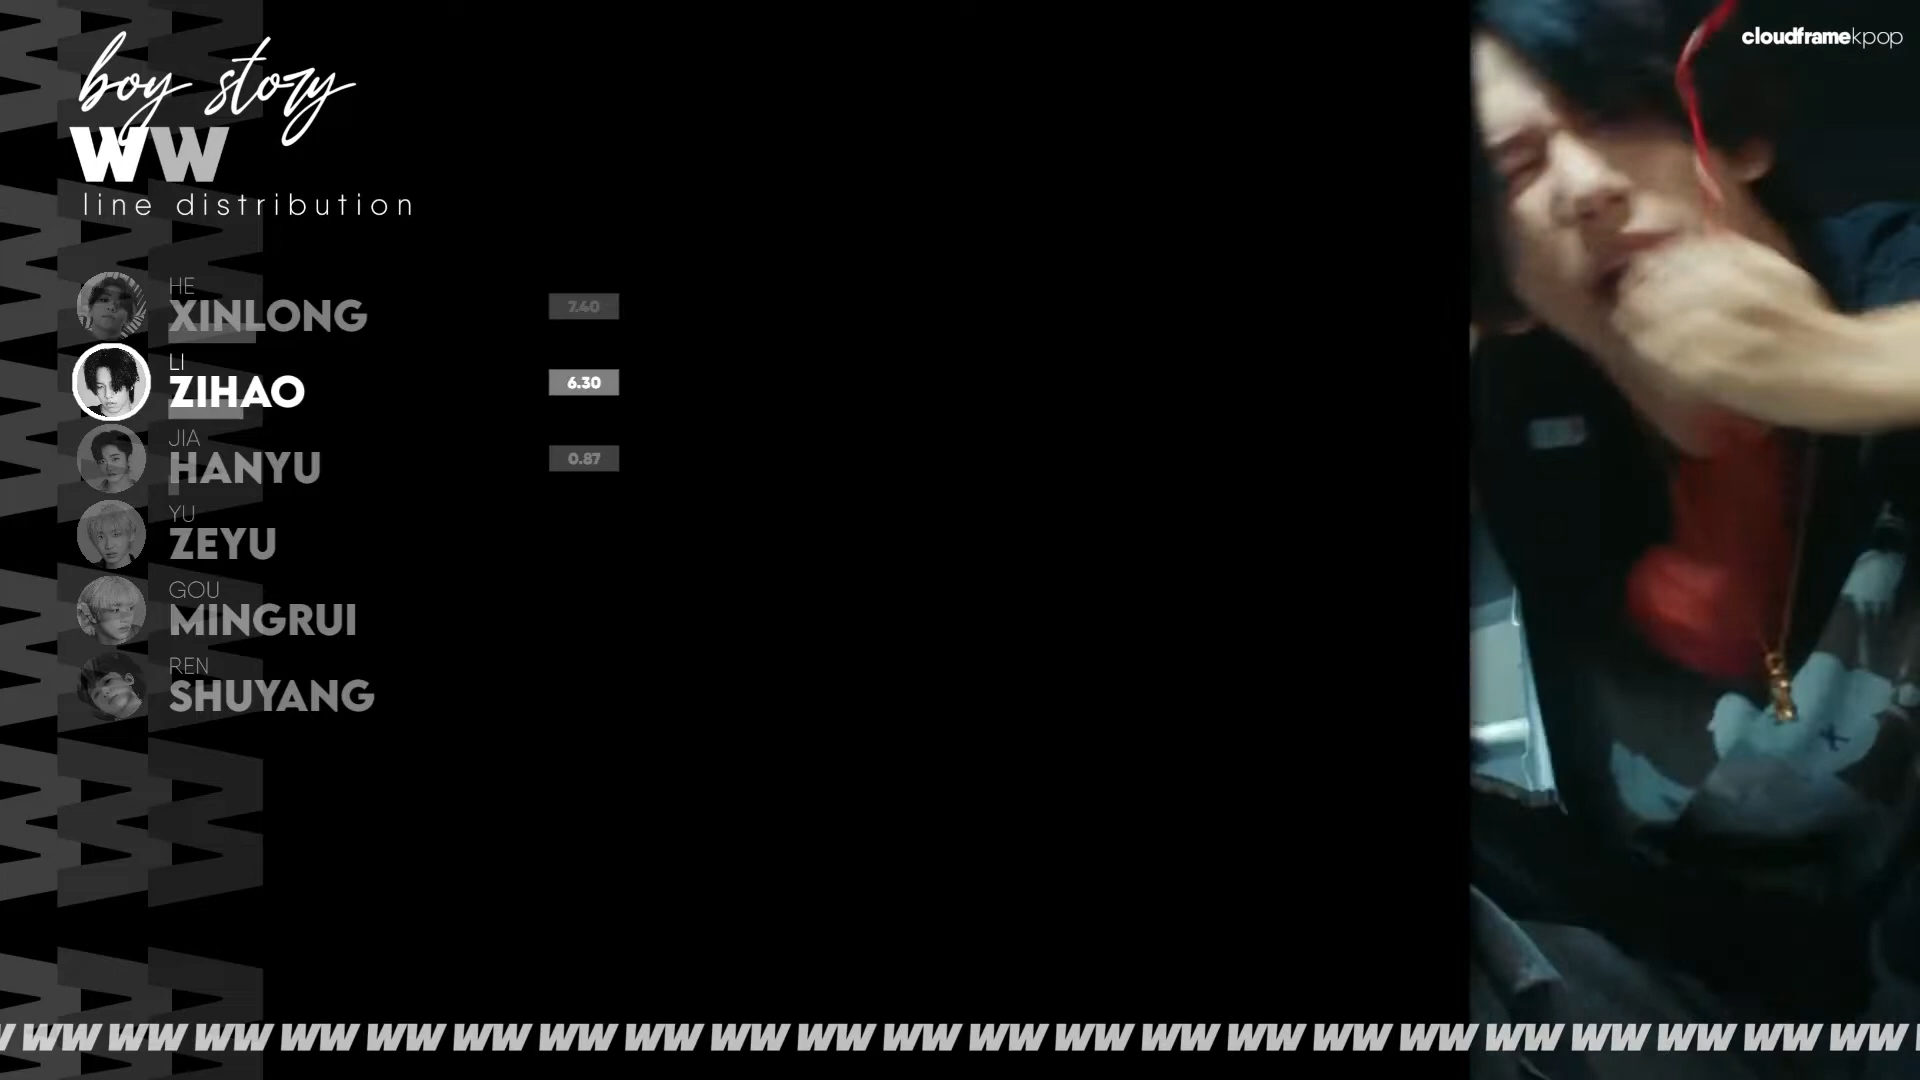 boy story
WW
line distribution
cloudframekpop
HE
XINLONG
7.40
LI
ZIHAO
6.30
JIA
HANYU
0.87
YU
ZEYU
GOU
MINGRUI
REN
SHUYANG
WW WW WW WW WW WW WW WW WW WW WW WW WW WW WW WW WW WW WW WW WW WW